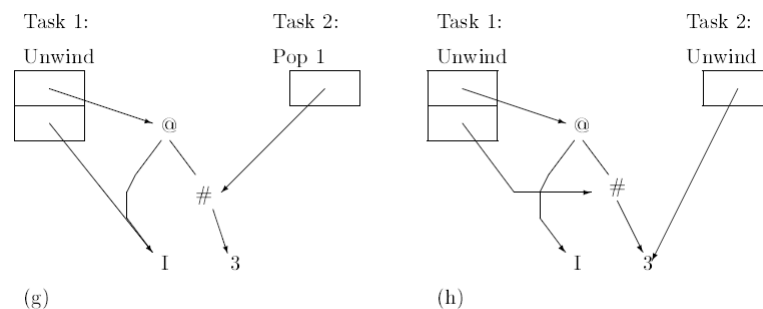 Task 1:
Unwind
Task 2:
Pop 1
@
#
I
3
(g)
Task 1:
Unwind
Task 2:
Unwind
@
#
I
3
(h)